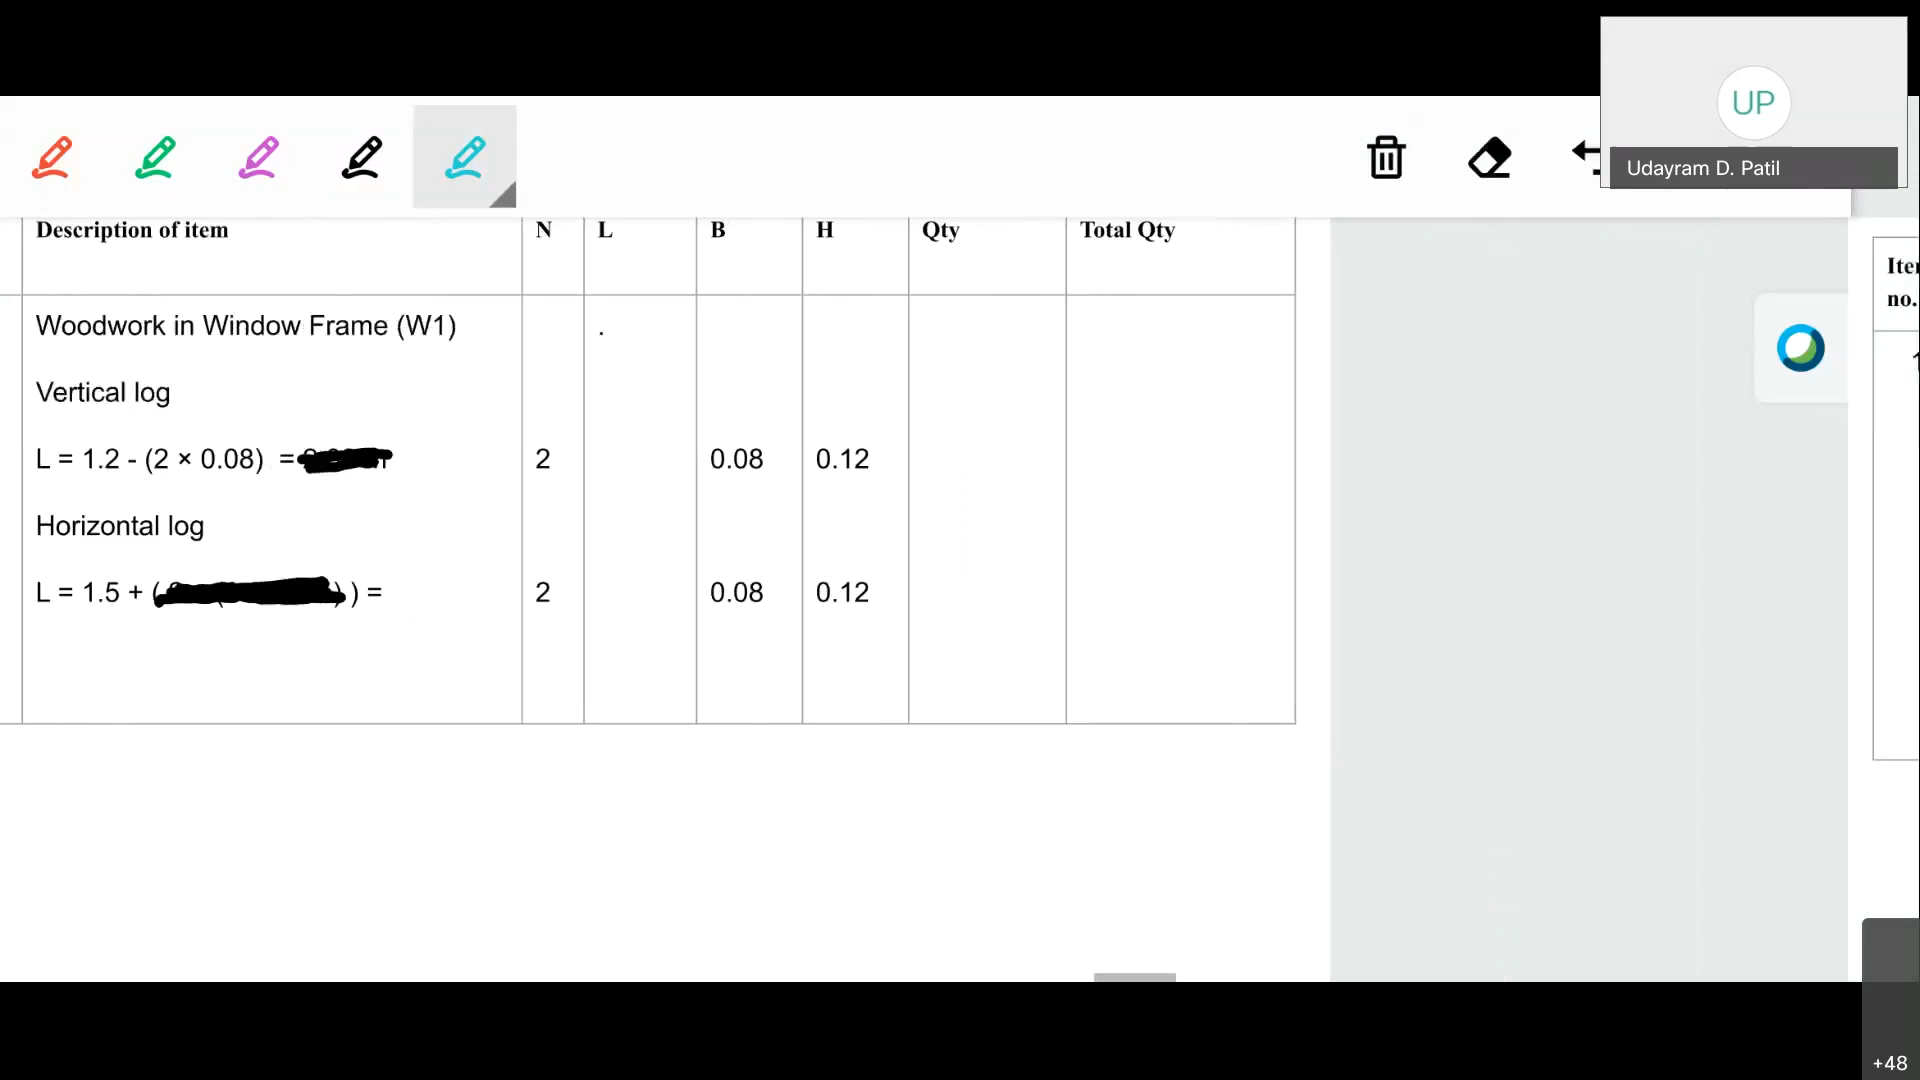 UP
Udayram D. Patil
Description of item N L B H Qty Total Qty
Woodwork in Window Frame (W1) .
Vertical log
L = 1.2 - (2 × 0.08) = 2 0.08 0.12
Horizontal log
L = 1.5 + ( ) ) = 2 0.08 0.12
no.
+48